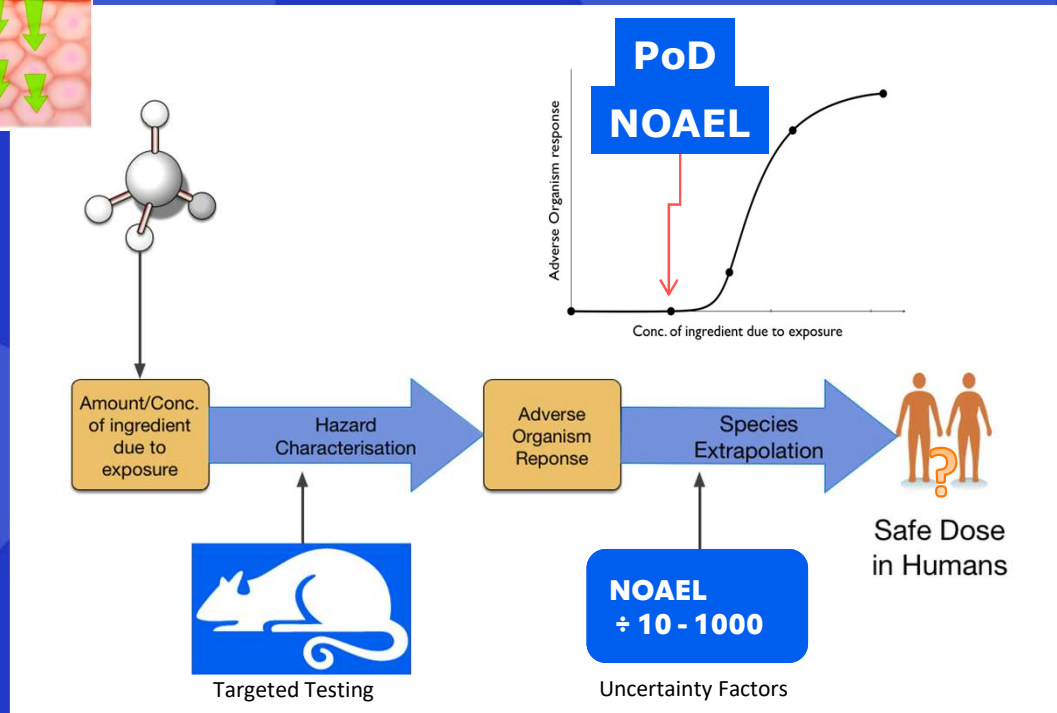 PoD
NOAEL
Adverse Organism response
Conc. of ingredient due to exposure
Amount/Conc.
of ingredient
due to
exposure
Hazard
Characterisation
Adverse
Organism
Reponse
Species
Extrapolation
?
Safe Dose
in Humans
NOAEL
÷ 10 - 1000
Targeted Testing
Uncertainty Factors